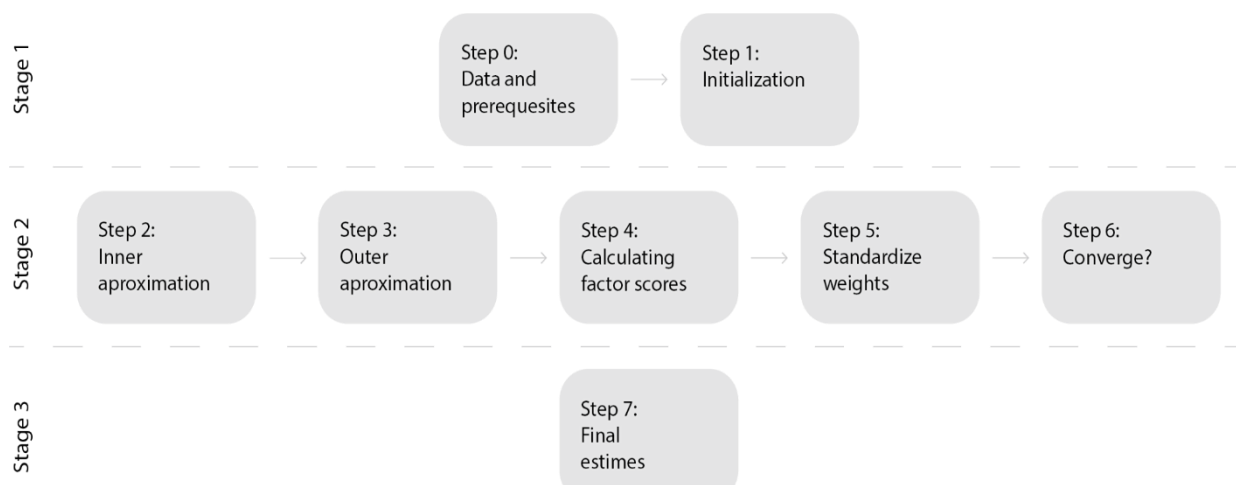 Stage 1
Step 0:
Data and
prerequesites
Step 1:
Initialization
Stage 2
Step 2:
Inner
aproximation
Step 3:
Outer
aproximation
Step 4:
Calculating
factor scores
Step 5:
Standardize
weights
Step 6:
Converge?
Stage 3
Step 7:
Final
estimes